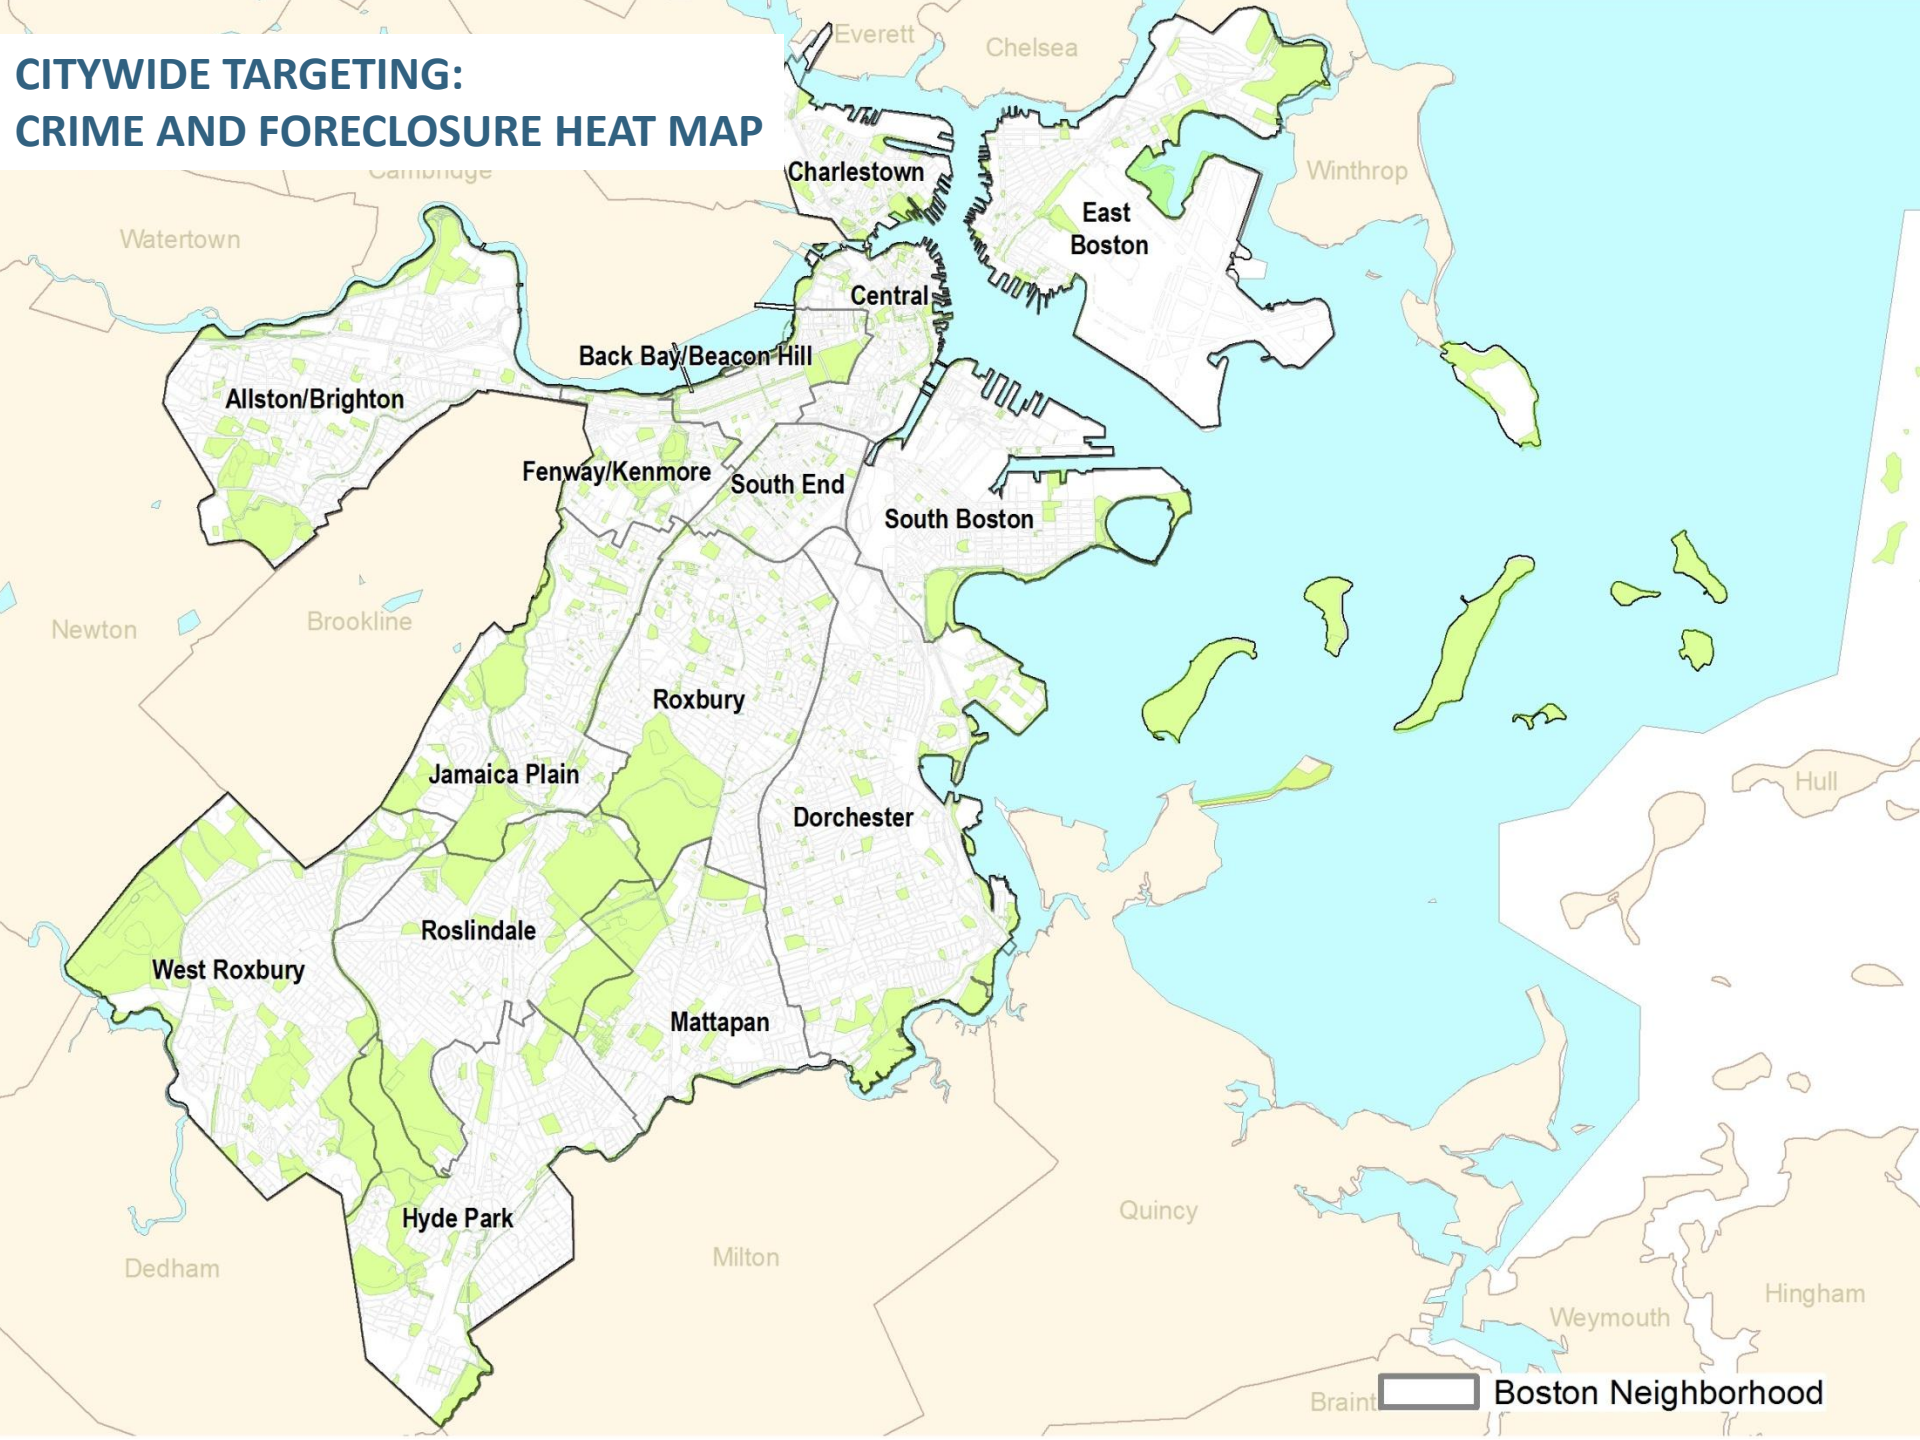 CITYWIDE TARGETING:
CRIME AND FORECLOSURE HEAT MAP
Everett
Chelsea
Cambridge
Charlestown
Winthrop
East
Boston
Watertown
Central
Back Bay/Beacon Hill
Allston/Brighton
Fenway/Kenmore
South End
South Boston
Newton
Brookline
Roxbury
Jamaica Plain
Hull
Dorchester
Roslindale
West Roxbury
Mattapan
Quincy
Hyde Park
Milton
Dedham
Hingham
Weymouth
Braint
Boston Neighborhood